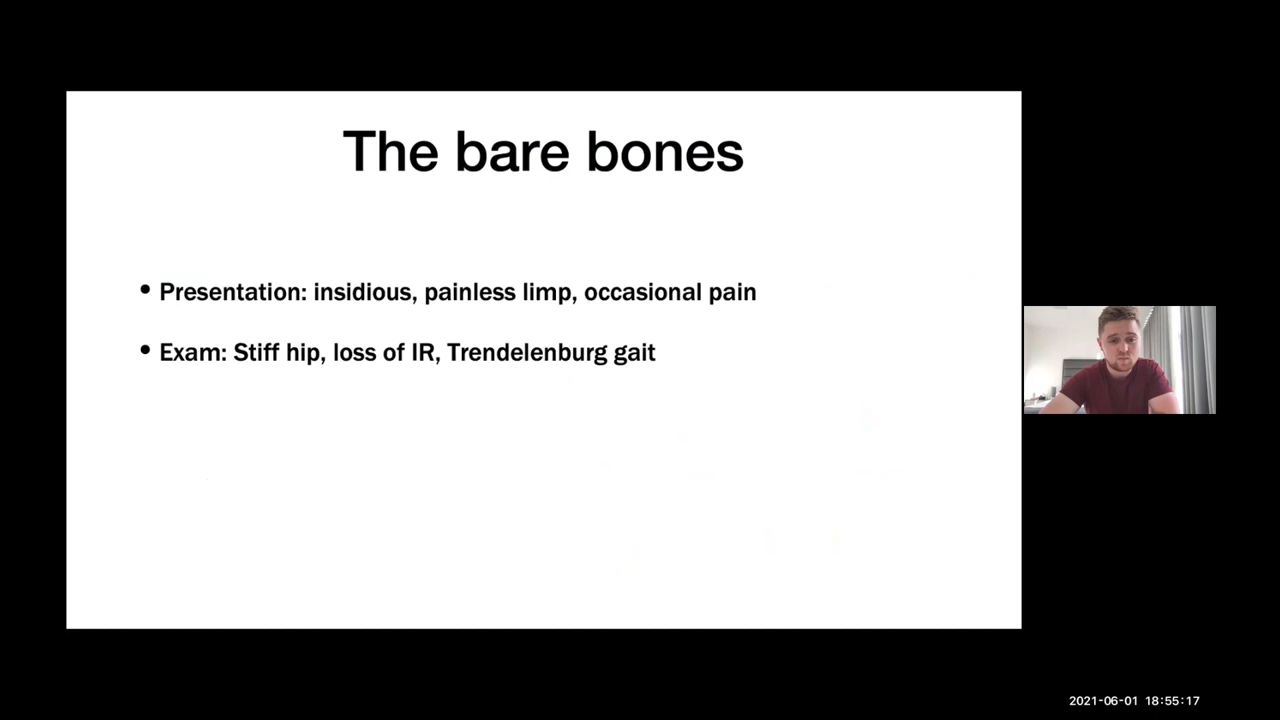 The bare bones
• Presentation: insidious, painless limp, occasional pain
• Exam: Stiff hip, loss of IR, Trendelenburg gait
2021-06-01 18:55:17